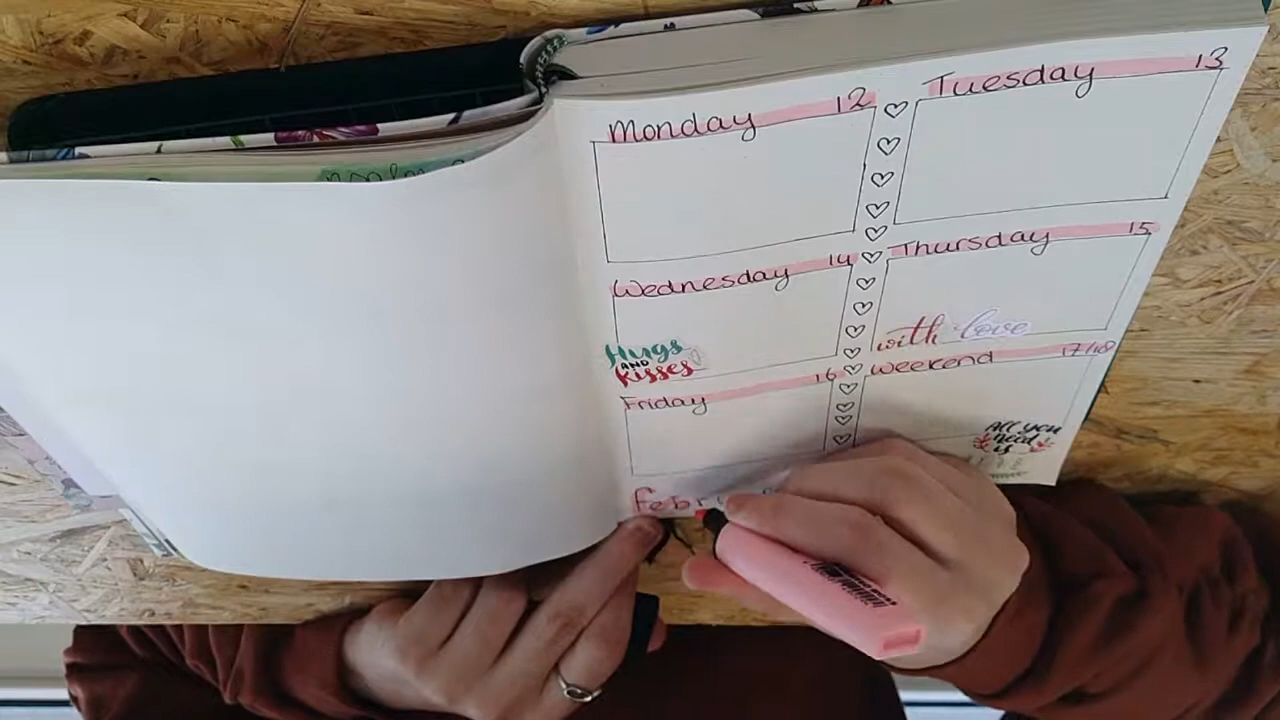 Monday 12
Tuesday 13
Wednesday 14
Hugs
AND
Kisses
Thursday 15
with love
Friday 16
Weekend 17/18
All you
need
is